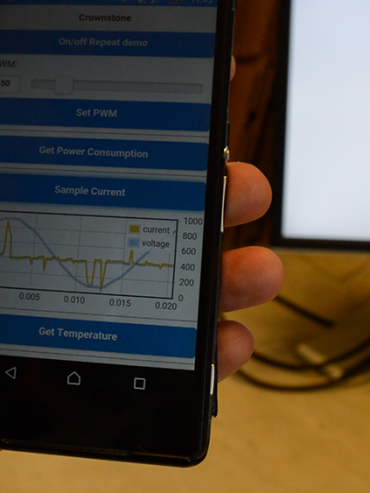 Crownstone
On/off Repeat demo
WM:
50
Set PWM
Get Power Consumption
Sample Current
current
voltage
1000
800
600
400
200
0
0.005 0.010 0.015 0.020
Get Temperature